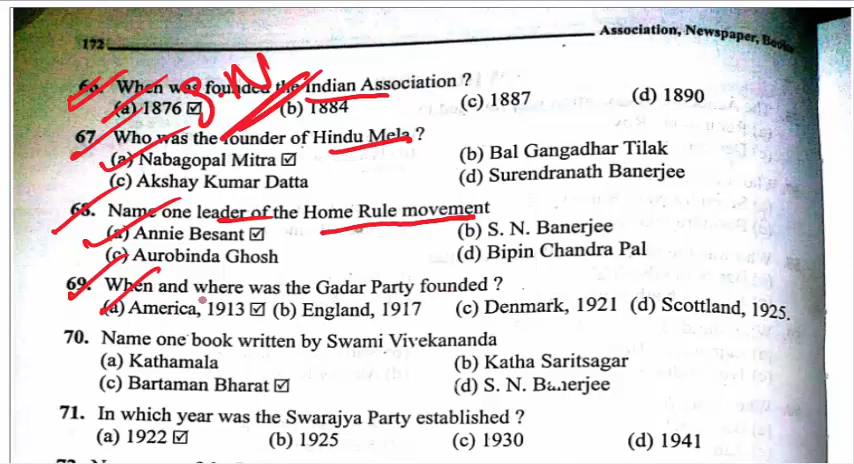 172 Association, Newspaper, Books
66. When was founded the Indian Association ?
(a) 1876 ☑ (b) 1884 (c) 1887 (d) 1890
S.N
67. Who was the founder of Hindu Mela ?
(a) Nabagopal Mitra ☑ (b) Bal Gangadhar Tilak
(c) Akshay Kumar Datta (d) Surendranath Banerjee
68. Name one leader of the Home Rule movement
(a) Annie Besant ☑ (b) S. N. Banerjee
(c) Aurobinda Ghosh (d) Bipin Chandra Pal
69. When and where was the Gadar Party founded ?
(a) America, 1913 ☑ (b) England, 1917 (c) Denmark, 1921 (d) Scottland, 1925.
70. Name one book written by Swami Vivekananda
(a) Kathamala (b) Katha Saritsagar
(c) Bartaman Bharat ☑ (d) S. N. Banerjee
71. In which year was the Swarajya Party established ?
(a) 1922 ☑ (b) 1925 (c) 1930 (d) 1941